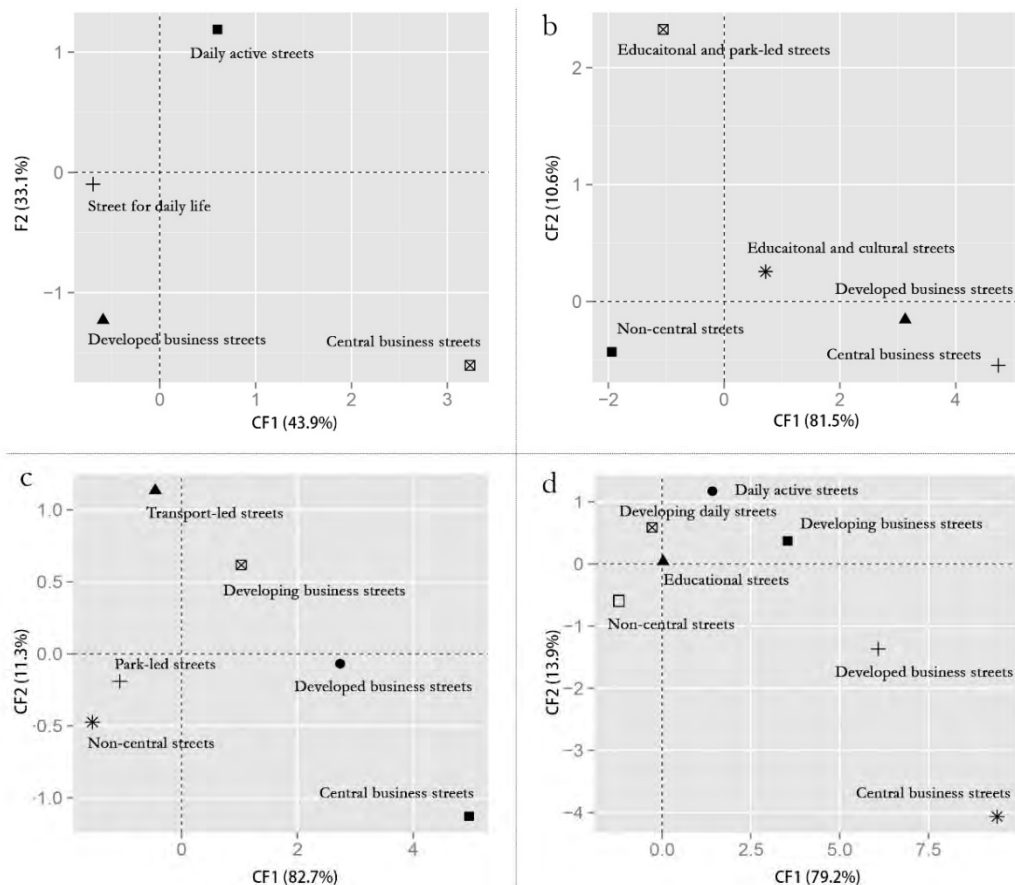 1
Daily active streets
0
Street for daily life
−1
Developed business streets
Central business streets
F2 (33.1%)
0
1
2
3
CF1 (43.9%)
b
2
Educaitonal and park-led streets
1
Educaitonal and cultural streets
Developed business streets
0
Non-central streets
Central business streets
CF2 (10.6%)
−2
0
2
4
CF1 (81.5%)
c
1.0
Transport-led streets
0.5
Developing business streets
0.0
Park-led streets
Developed business streets
-0.5
Non-central streets
Central business streets
-1.0
CF2 (11.3%)
0
2
4
CF1 (82.7%)
d
1
Daily active streets
Developing daily streets
Developing business streets
0
Educational streets
Non-central streets
−1
Developed business streets
−2
−3
Central business streets
−4
CF2 (13.9%)
0.0
2.5
5.0
7.5
CF1 (79.2%)